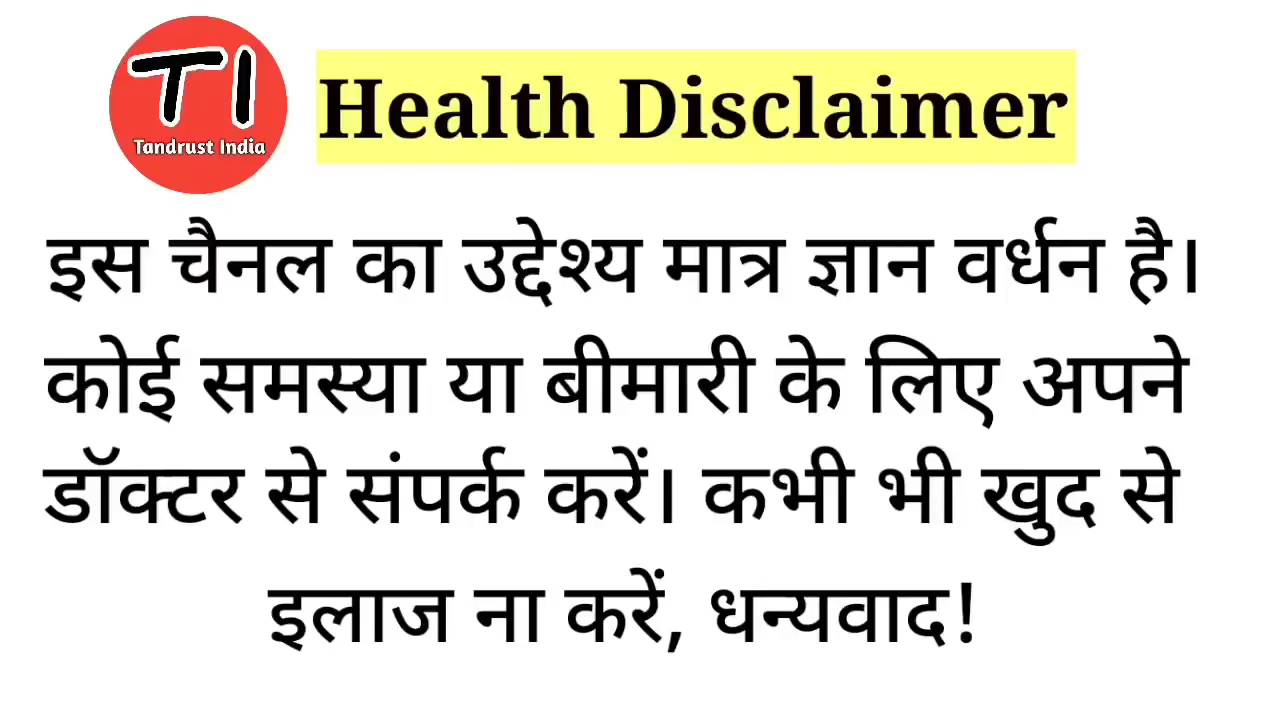 TI
Tandrust India
Health Disclaimer
इस चैनल का उद्देश्य मात्र ज्ञान वर्धन है।
कोई समस्या या बीमारी के लिए अपने
डॉक्टर से संपर्क करें। कभी भी खुद से
इलाज ना करें, धन्यवाद!